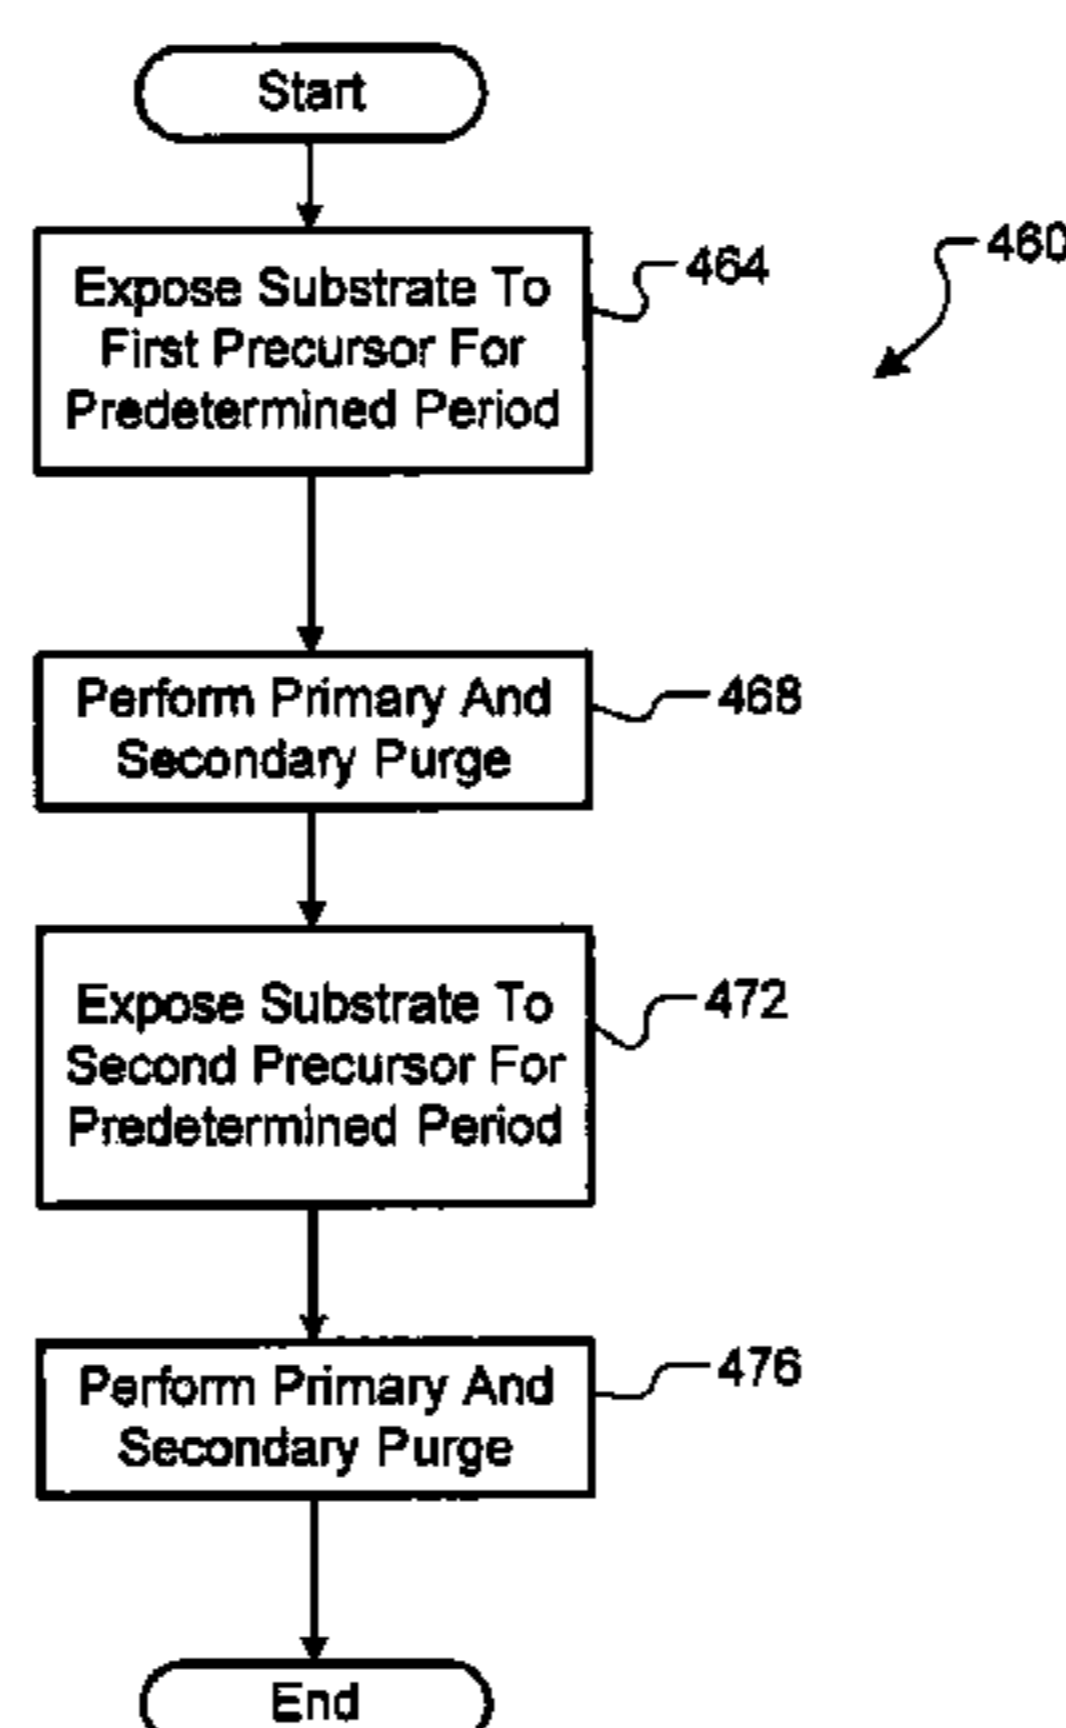 Start
Expose Substrate To
First Precursor For
Predetermined Period
464
460
Perform Primary And
Secondary Purge
468
Expose Substrate To
Second Precursor For
Predetermined Period
472
Perform Primary And
Secondary Purge
476
End